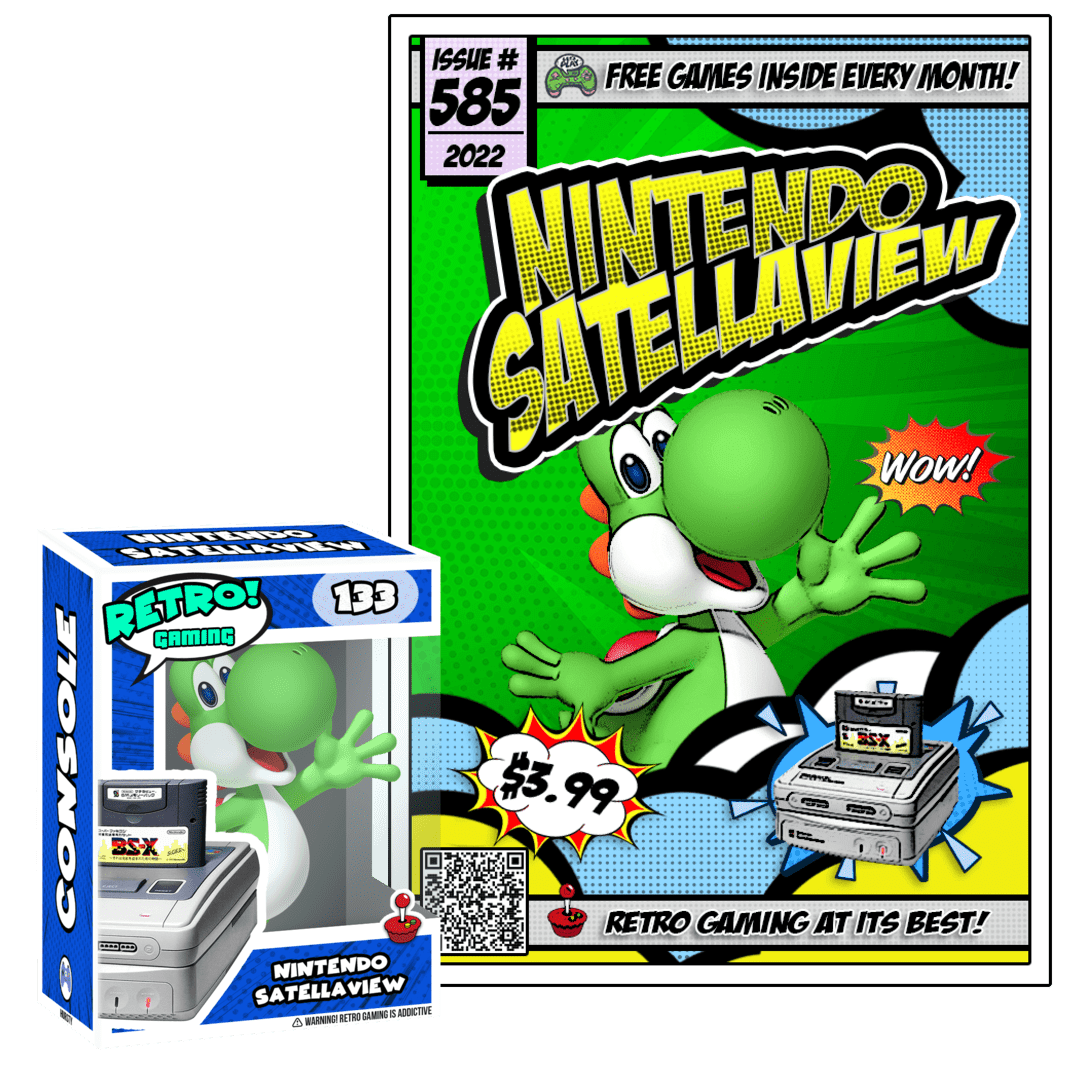 ISSUE #
585
2022
FREE GAMES INSIDE EVERY MONTH!
NINTENDO
SATELLAVIEW
WOW!
$3.99
BS-X
RETRO GAMING AT ITS BEST!
NINTENDO
SATELLAVIEW
RETRO!
GAMING
133
CONSOLE
BS-X
NINTENDO
SATELLAVIEW
WARNING! RETRO GAMING IS ADDICTIVE